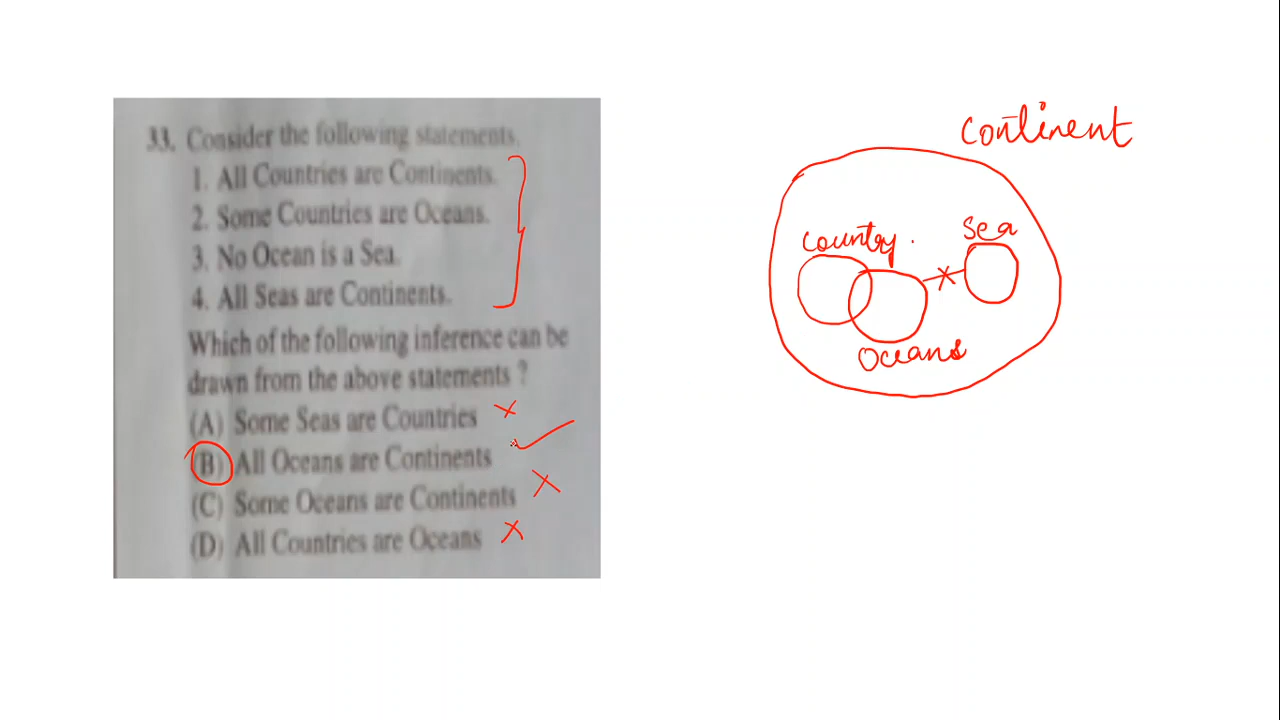 33. Consider the following statements.
1. All Countries are Continents.
2. Some Countries are Oceans.
3. No Ocean is a Sea.
4. All Seas are Continents.
Which of the following inference can be
drawn from the above statements ?
(A) Some Seas are Countries
(B) All Oceans are Continents
(C) Some Oceans are Continents
(D) All Countries are Oceans
continent
country.
sea
oceans